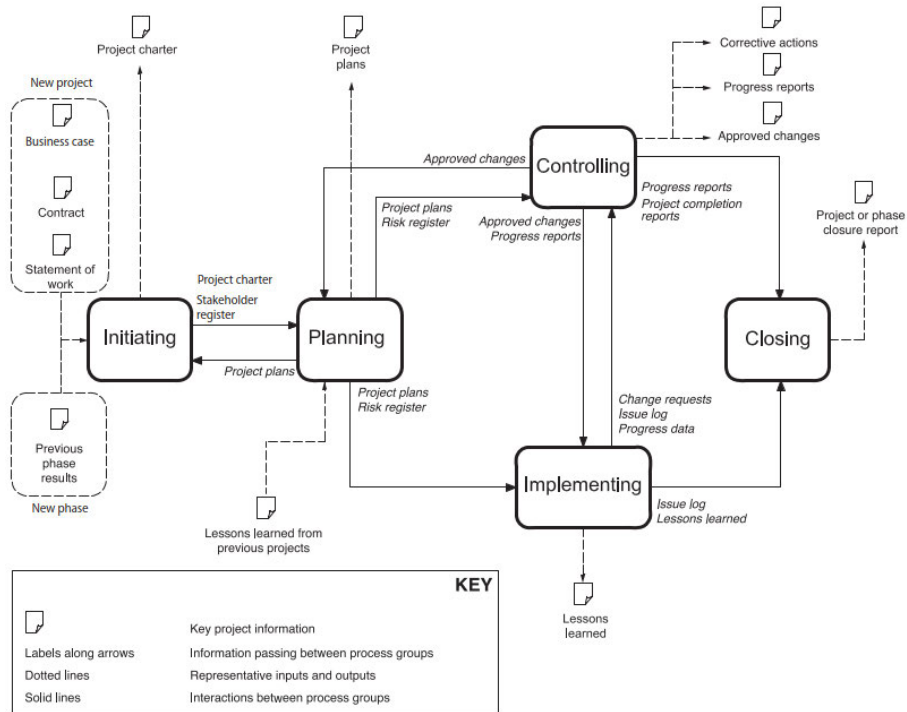 Project charter
Project
plans
Corrective actions
Progress reports
Approved changes
New project
Business case
Contract
Statement of
work
Approved changes
Controlling
Project plans
Risk register
Approved changes
Progress reports
Progress reports
Project completion
reports
Project or phase
closure report
Project charter
Stakeholder
register
Initiating
Planning
Closing
Project plans
Project plans
Risk register
Change requests
Issue log
Progress data
Previous
phase
results
New phase
Implementing
Issue log
Lessons learned
Lessons learned from
previous projects
Lessons
learned
KEY
Key project information
Labels along arrows Information passing between process groups
Dotted lines Representative inputs and outputs
Solid lines Interactions between process groups